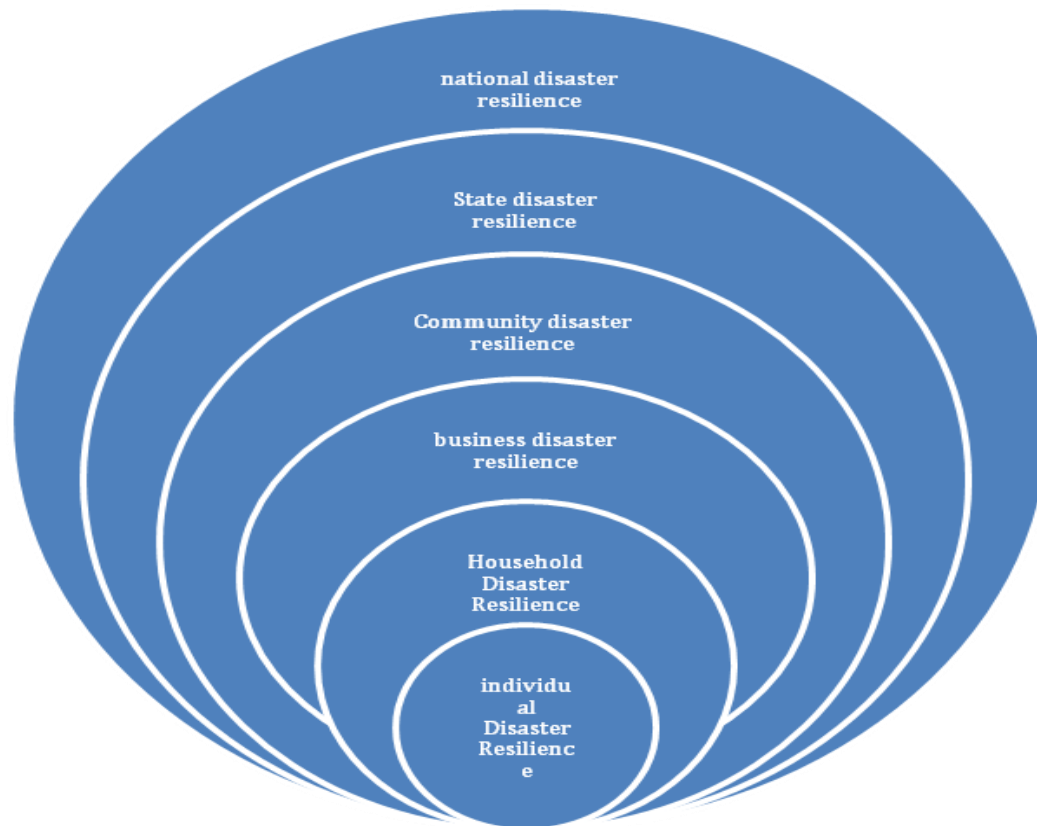 national disaster
resilience
State disaster
resilience
Community disaster
resilience
business disaster
resilience
Household
Disaster
Resilience
individu
al
Disaster
Resilienc
e